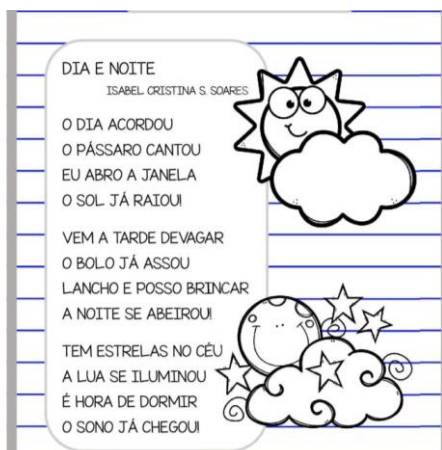 DIA E NOITE
ISABEL CRISTINA S. SOARES
O DIA ACORDOU
O PÁSSARO CANTOU
EU ABRO A JANELA
O SOL JÁ RAIOU!
VEM A TARDE DEVAGAR
O BOLO JÁ ASSOU
LANCHO E POSSO BRINCAR
A NOITE SE ABEIROU!
TEM ESTRELAS NO CÉU
A LUA SE ILUMINOU
É HORA DE DORMIR
O SONO JÁ CHEGOU!